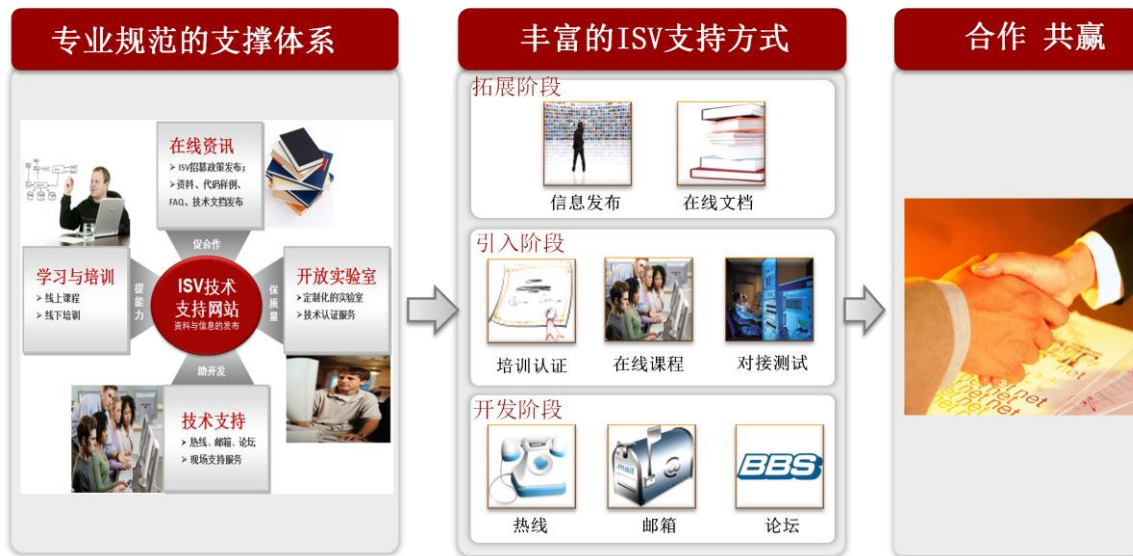 专业规范的支撑体系
在线资讯
➢ ISV招募政策发布；
➢ 资料、代码样例、
FAQ、技术文档发布
促合作
学习与培训
➢ 线上课程
➢ 线下培训
提能力
ISV技术
支持网站
资料与信息的发布
保质量
开放实验室
➢ 定制化的实验室
➢ 技术认证服务
助开发
技术支持
➢ 热线、邮箱、论坛
➢ 现场支持服务
丰富的ISV支持方式
拓展阶段
信息发布
在线文档
引入阶段
培训认证
在线课程
对接测试
开发阶段
.mail
@
BBS
热线
邮箱
论坛
合作 共赢